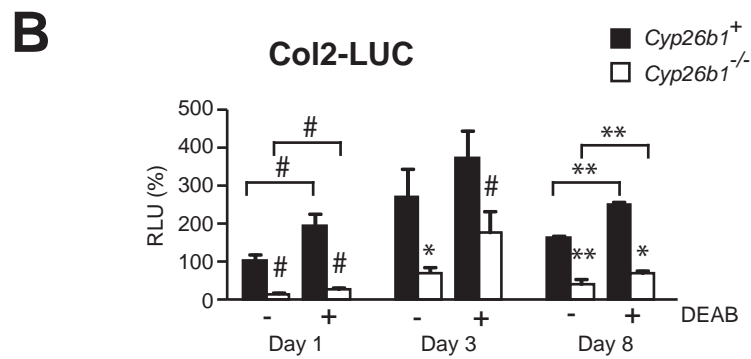 B
Col2-LUC
Cyp26b1+
Cyp26b1-/-
RLU (%)
500
400
300
200
100
0
# # # #
* #
** ** ** *
- + - + - + DEAB
Day 1 Day 3 Day 8